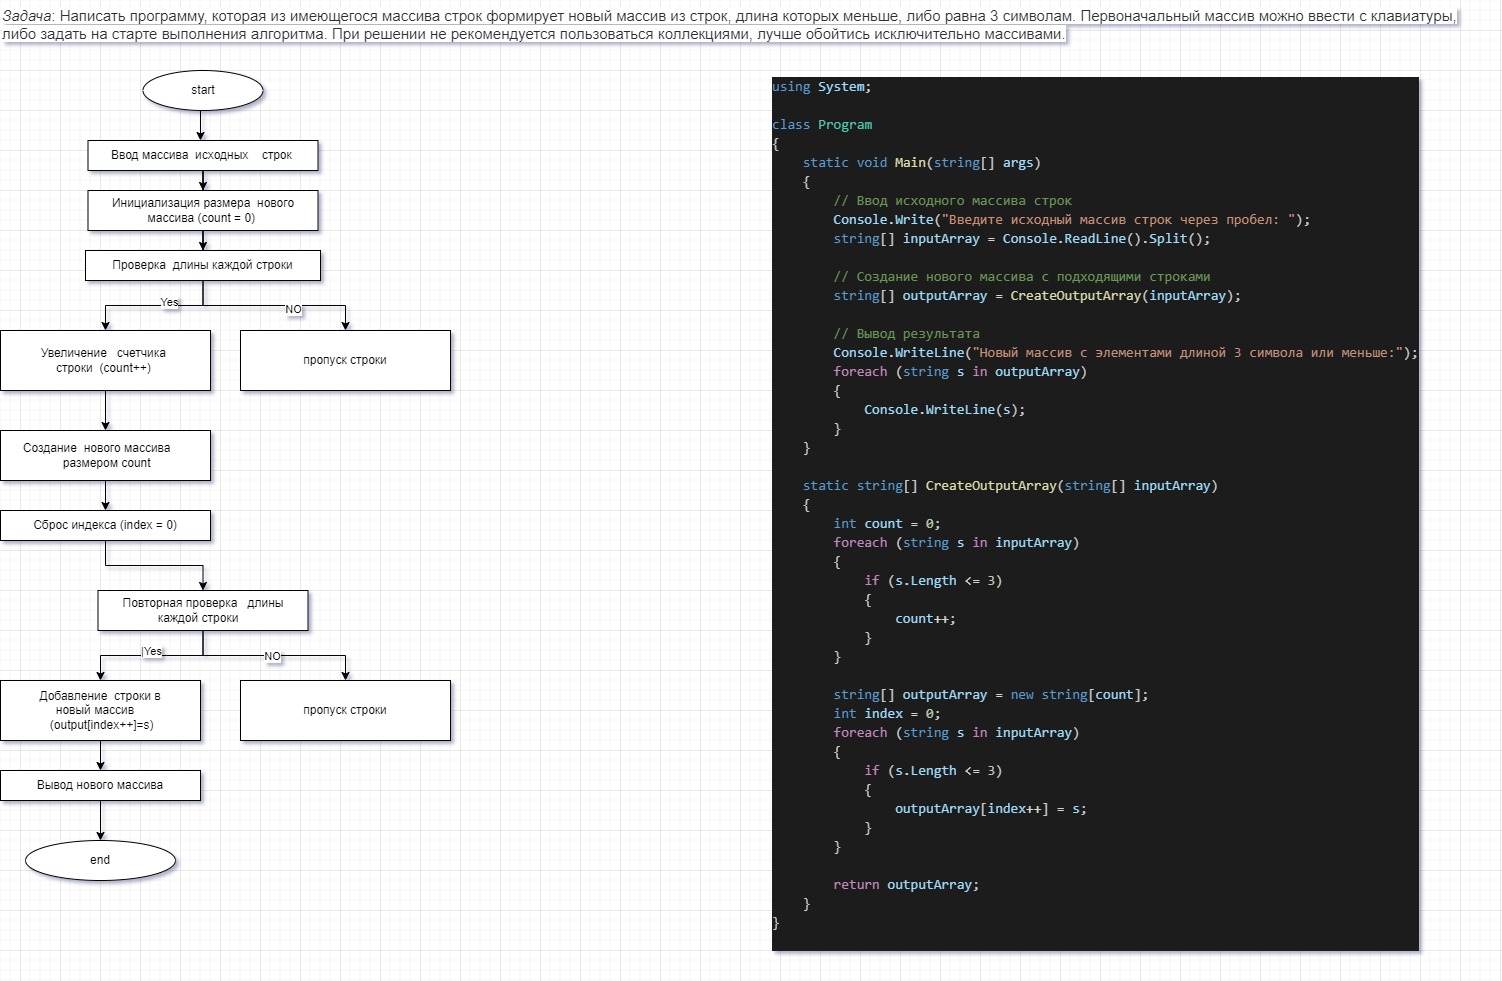 Задача: Написать программу, которая из имеющегося массива строк формирует новый массив из строк, длина которых меньше, либо равна 3 символам. Первоначальный массив можно ввести с клавиатуры,
либо задать на старте выполнения алгоритма. При решении не рекомендуется пользоваться коллекциями, лучше обойтись исключительно массивами.
start
Ввод массива исходных строк
Инициализация размера нового
массива (count = 0)
Проверка длины каждой строки
Yes
NO
Увеличение счетчика
строки (count++)
пропуск строки
Создание нового массива
размером count
Сброс индекса (index = 0)
Повторная проверка длины
каждой строки
|Yes
NO
Добавление строки в
новый массив
(output[index++]=s)
пропуск строки
Вывод нового массива
end
using System;
class Program
{
static void Main(string[] args)
{
// Ввод исходного массива строк
Console.Write("Введите исходный массив строк через пробел: ");
string[] inputArray = Console.ReadLine().Split();
// Создание нового массива с подходящими строками
string[] outputArray = CreateOutputArray(inputArray);
// Вывод результата
Console.WriteLine("Новый массив с элементами длиной 3 символа или меньше:");
foreach (string s in outputArray)
{
Console.WriteLine(s);
}
}
static string[] CreateOutputArray(string[] inputArray)
{
int count = 0;
foreach (string s in inputArray)
{
if (s.Length <= 3)
{
count++;
}
}
string[] outputArray = new string[count];
int index = 0;
foreach (string s in inputArray)
{
if (s.Length <= 3)
{
outputArray[index++] = s;
}
}
return outputArray;
}
}